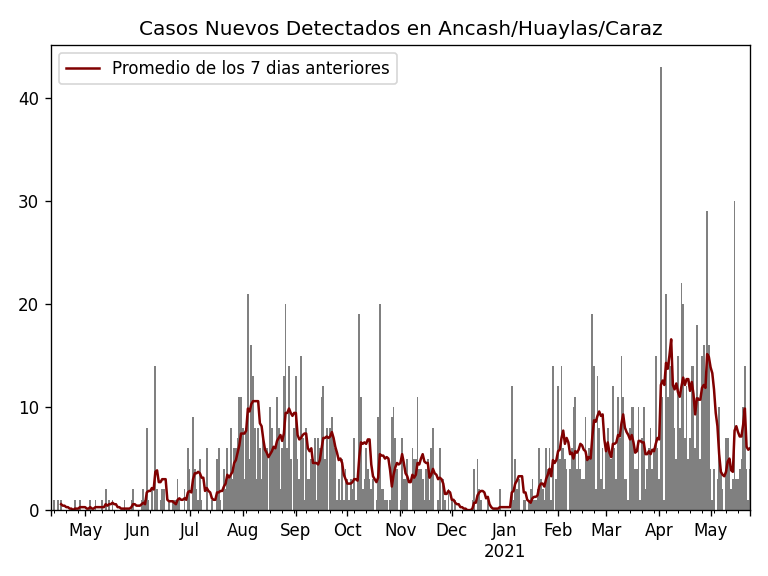 Casos Nuevos Detectados en Ancash/Huaylas/Caraz
Promedio de los 7 dias anteriores
40
30
20
10
0
May Jun Jul Aug Sep Oct Nov Dec Jan Feb Mar Apr May
2021